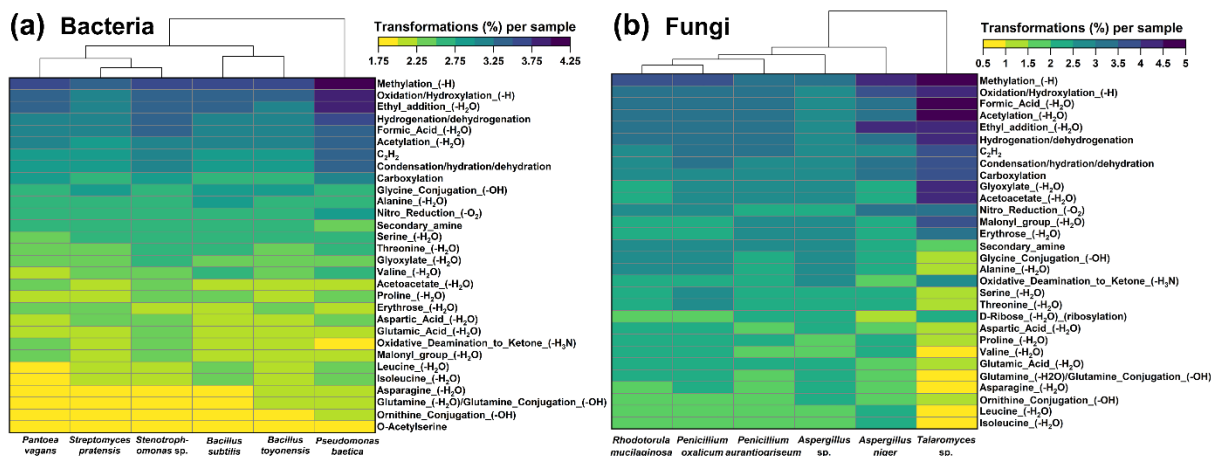 (a) Bacteria
Transformations (%) per sample
1.75 2.25 2.75 3.25 3.75 4.25
Methylation_(-H)
Oxidation/Hydroxylation_(-H)
Ethyl_addition_(-H₂O)
Hydrogenation/dehydrogenation
Formic_Acid_(-H₂O)
Acetylation_(-H₂O)
C₂H₂
Condensation/hydration/dehydration
Carboxylation
Glycine_Conjugation_(-OH)
Alanine_(-H₂O)
Nitro_Reduction_(-O₂)
Secondary_amine
Serine_(-H₂O)
Threonine_(-H₂O)
Glyoxylate_(-H₂O)
Valine_(-H₂O)
Acetoacetate_(-H₂O)
Proline_(-H₂O)
Erythrose_(-H₂O)
Aspartic_Acid_(-H₂O)
Glutamic_Acid_(-H₂O)
Oxidative_Deamination_to_Ketone_(-H₃N)
Malonyl_group_(-H₂O)
Leucine_(-H₂O)
Isoleucine_(-H₂O)
Asparagine_(-H₂O)
Glutamine_(-H₂O)/Glutamine_Conjugation_(-OH)
Ornithine_Conjugation_(-OH)
O-Acetylserine
Pantoea vagans
Streptomyces pratensis
Stenotroph-omonas sp.
Bacillus subtilis
Bacillus toyonensis
Pseudomonas baetica
(b) Fungi
Transformations (%) per sample
0.5 1 1.5 2 2.5 3 3.5 4 4.5 5
Methylation_(-H)
Oxidation/Hydroxylation_(-H)
Formic_Acid_(-H₂O)
Acetylation_(-H₂O)
Ethyl_addition_(-H₂O)
Hydrogenation/dehydrogenation
C₂H₂
Condensation/hydration/dehydration
Carboxylation
Glyoxylate_(-H₂O)
Acetoacetate_(-H₂O)
Nitro_Reduction_(-O₂)
Malonyl_group_(-H₂O)
Erythrose_(-H₂O)
Secondary_amine
Glycine_Conjugation_(-OH)
Alanine_(-H₂O)
Oxidative_Deamination_to_Ketone_(-H₃N)
Serine_(-H₂O)
Threonine_(-H₂O)
D-Ribose_(-H₂O)_(ribosylation)
Aspartic_Acid_(-H₂O)
Proline_(-H₂O)
Valine_(-H₂O)
Glutamic_Acid_(-H₂O)
Glutamine_(-H2O)/Glutamine_Conjugation_(-OH)
Asparagine_(-H₂O)
Ornithine_Conjugation_(-OH)
Leucine_(-H₂O)
Isoleucine_(-H₂O)
Rhodotorula mucilaginosa
Penicillium oxalicum
Penicillium aurantiogriseum
Aspergillus sp.
Aspergillus niger
Talaromyces sp.